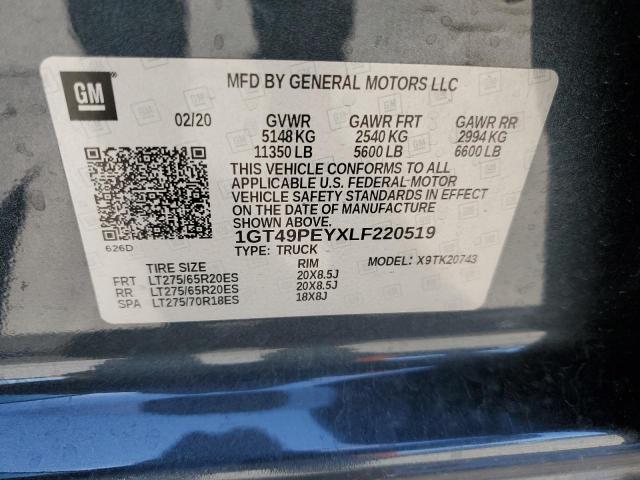 GM
MFD BY GENERAL MOTORS LLC
02/20 GVWR GAWR FRT GAWR RR
5148 KG 2540 KG 2994 KG
11350 LB 5600 LB 6600 LB
THIS VEHICLE CONFORMS TO ALL
APPLICABLE U.S. FEDERAL MOTOR
VEHICLE SAFETY STANDARDS IN EFFECT
ON THE DATE OF MANUFACTURE
SHOWN ABOVE.
1GT49PEYXLF220519
626D TYPE: TRUCK MODEL: X9TK20743
TIRE SIZE RIM
FRT LT275/65R20ES 20X8.5J
RR LT275/65R20ES 20X8.5J
SPA LT275/70R18ES 18X8J